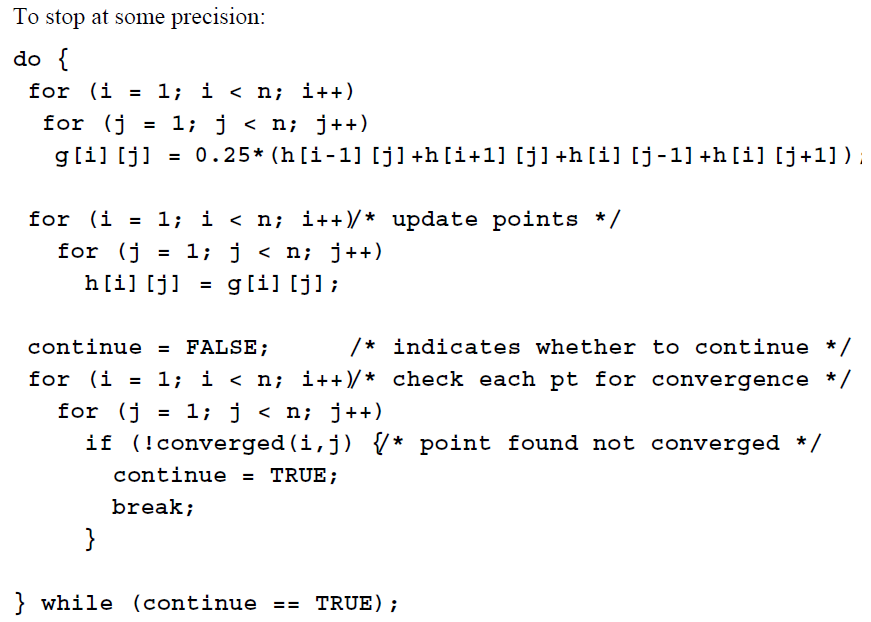 To stop at some precision:
do {
for (i = 1; i < n; i++)
for (j = 1; j < n; j++)
g[i][j] = 0.25*(h[i-1][j]+h[i+1][j]+h[i][j-1]+h[i][j+1]);
for (i = 1; i < n; i++)/* update points */
for (j = 1; j < n; j++)
h[i][j] = g[i][j];
continue = FALSE; /* indicates whether to continue */
for (i = 1; i < n; i++)/* check each pt for convergence */
for (j = 1; j < n; j++)
if (!converged(i,j) {/* point found not converged */
continue = TRUE;
break;
}
} while (continue == TRUE);